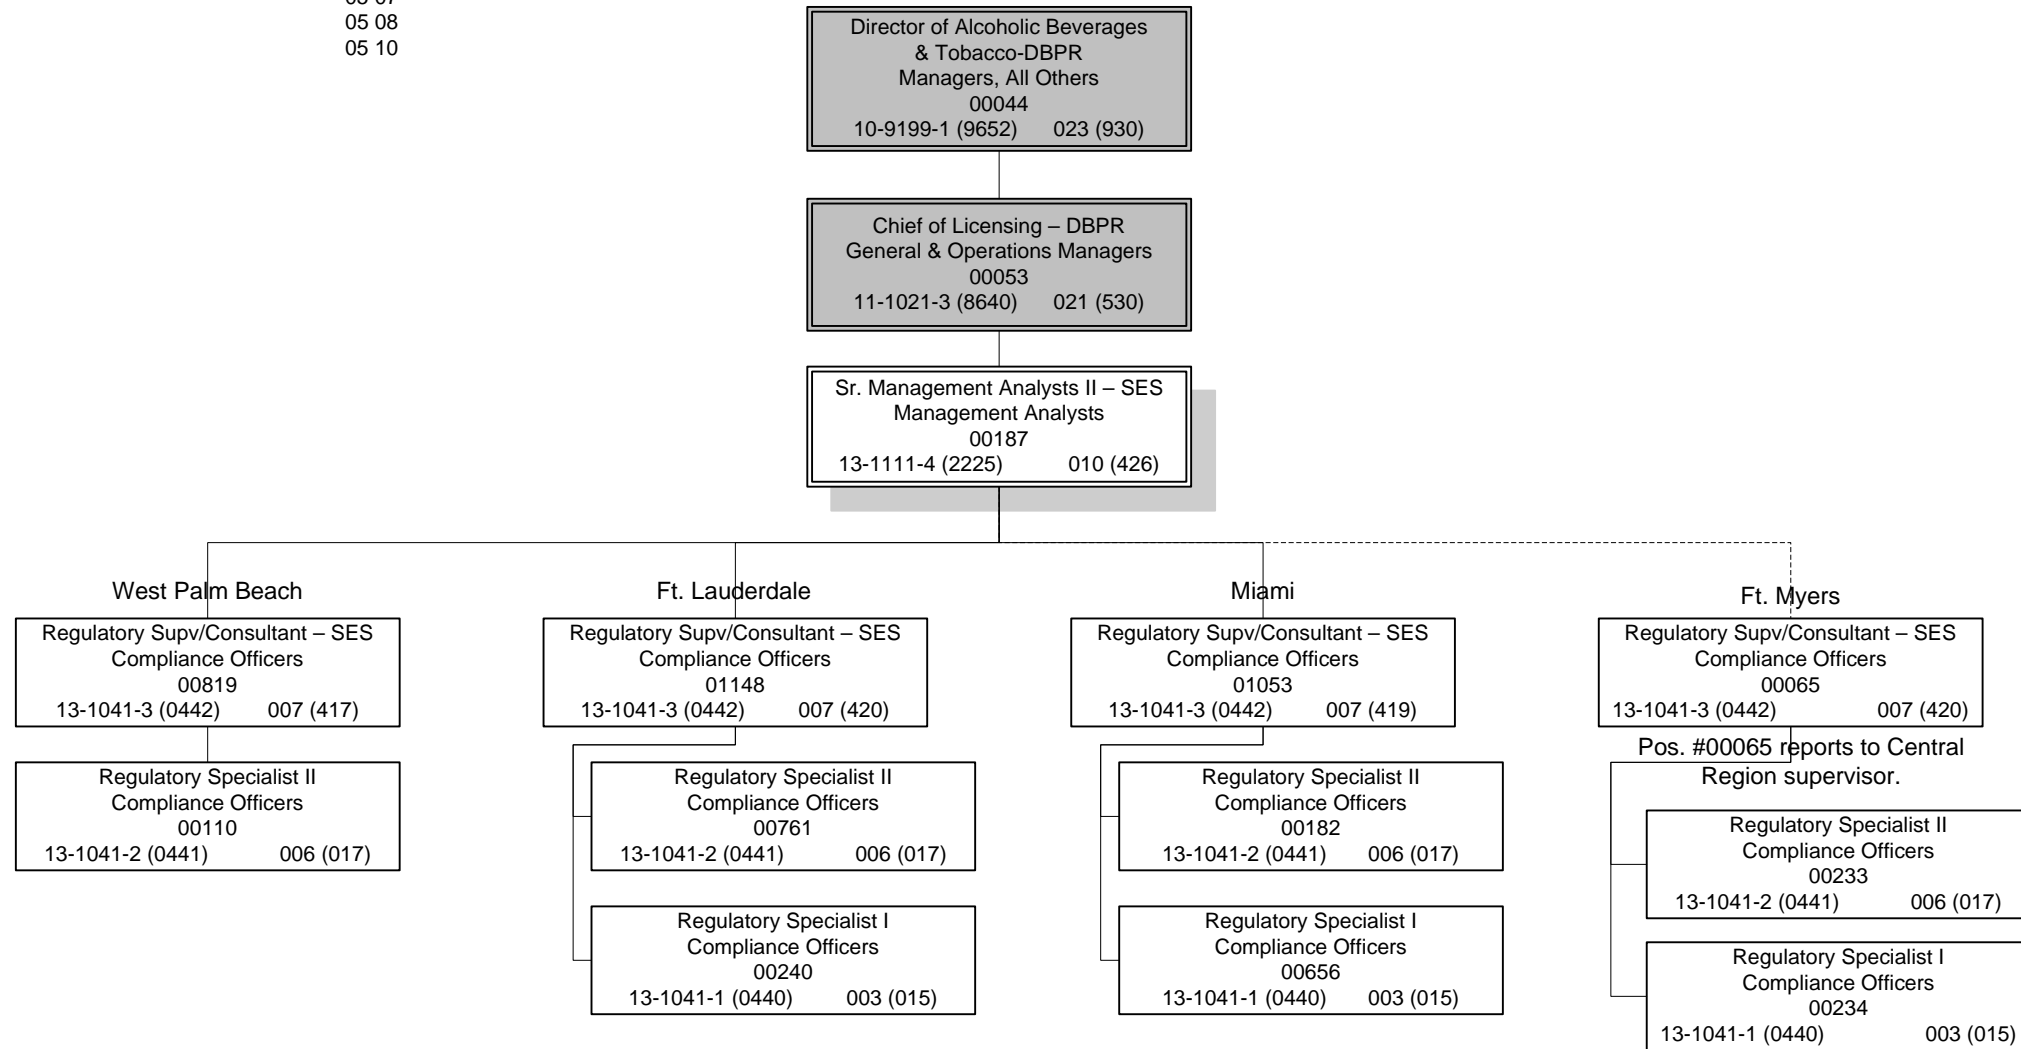 05 08
05 10
Director of Alcoholic Beverages
& Tobacco-DBPR
Managers, All Others
00044
10-9199-1 (9652) 023 (930)
Chief of Licensing – DBPR
General & Operations Managers
00053
11-1021-3 (8640) 021 (530)
Sr. Management Analysts II – SES
Management Analysts
00187
13-1111-4 (2225) 010 (426)
West Palm Beach
Regulatory Supv/Consultant – SES
Compliance Officers
00819
13-1041-3 (0442) 007 (417)
Regulatory Specialist II
Compliance Officers
00110
13-1041-2 (0441) 006 (017)
Ft. Lauderdale
Regulatory Supv/Consultant – SES
Compliance Officers
01148
13-1041-3 (0442) 007 (420)
Regulatory Specialist II
Compliance Officers
00761
13-1041-2 (0441) 006 (017)
Regulatory Specialist I
Compliance Officers
00240
13-1041-1 (0440) 003 (015)
Miami
Regulatory Supv/Consultant – SES
Compliance Officers
01053
13-1041-3 (0442) 007 (419)
Regulatory Specialist II
Compliance Officers
00182
13-1041-2 (0441) 006 (017)
Regulatory Specialist I
Compliance Officers
00656
13-1041-1 (0440) 003 (015)
Ft. Myers
Regulatory Supv/Consultant – SES
Compliance Officers
00065
13-1041-3 (0442) 007 (420)
Pos. #00065 reports to Central
Region supervisor.
Regulatory Specialist II
Compliance Officers
00233
13-1041-2 (0441) 006 (017)
Regulatory Specialist I
Compliance Officers
00234
13-1041-1 (0440) 003 (015)